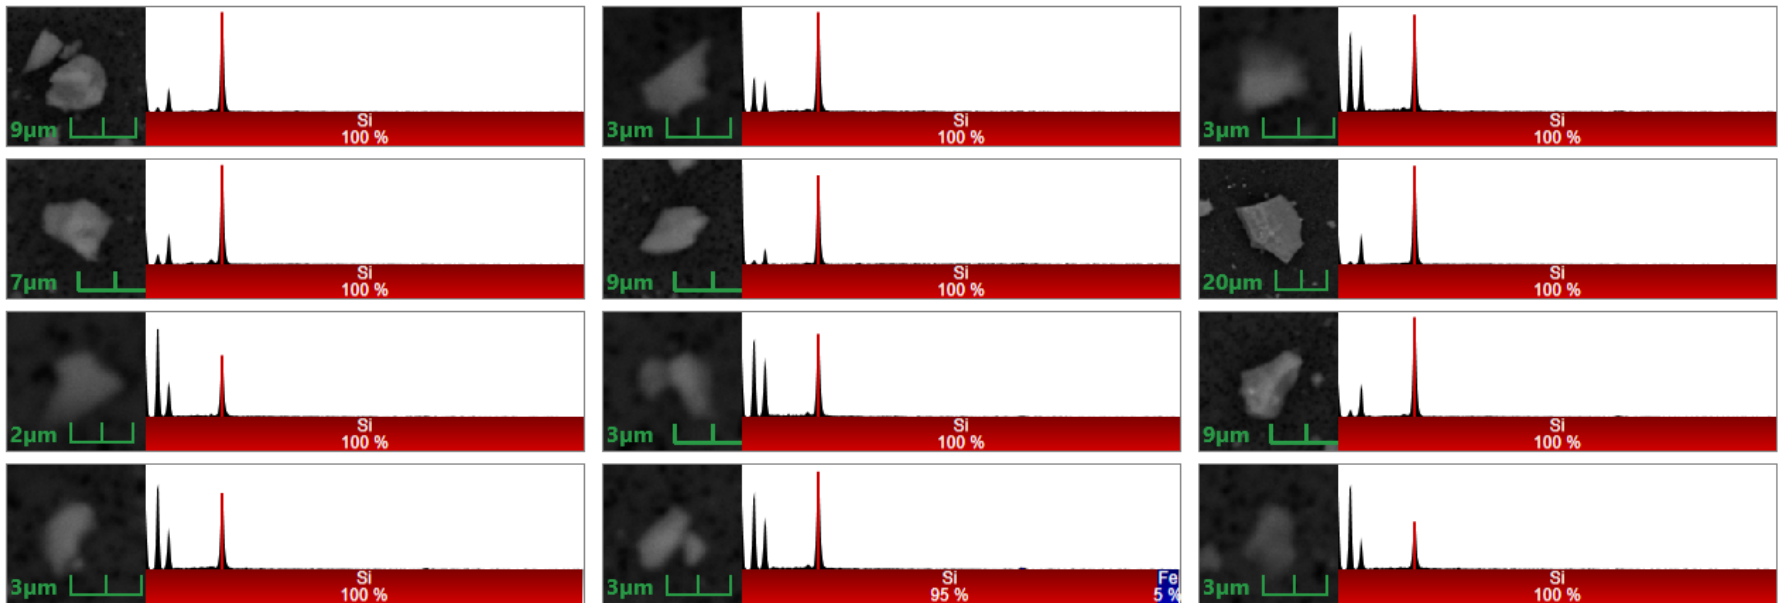 9µm Si 100 %
3µm Si 100 %
3µm Si 100 %
7µm Si 100 %
9µm Si 100 %
20µm Si 100 %
2µm Si 100 %
3µm Si 100 %
9µm Si 100 %
3µm Si 100 %
3µm Si 95 % Fe 5 %
3µm Si 100 %